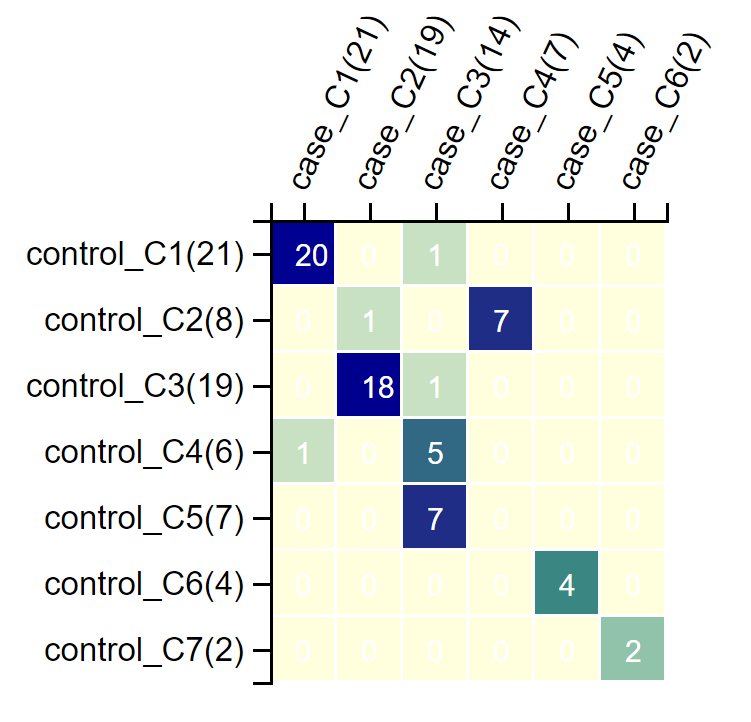 case_C1(21) case_C2(19) case_C3(14) case_C4(7) case_C5(4) case_C6(2)
control_C1(21) 20 0 1 0 0 0
control_C2(8) 0 1 0 7 0 0
control_C3(19) 0 18 1 0 0 0
control_C4(6) 1 0 5 0 0 0
control_C5(7) 0 0 7 0 0 0
control_C6(4) 0 0 0 0 4 0
control_C7(2) 0 0 0 0 0 2